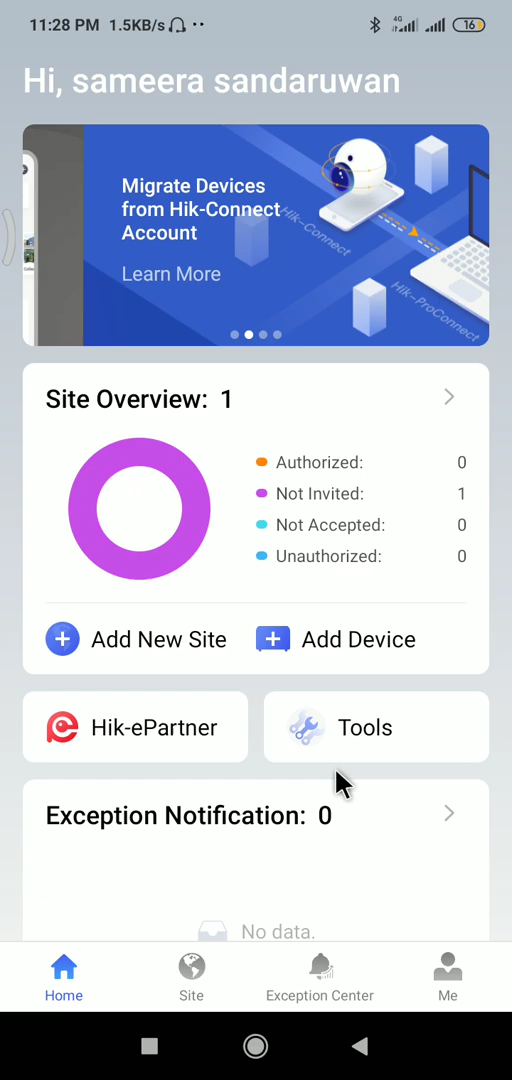 11:28 PM 1.5KB/s
4G
16
Hi, sameera sandaruwan
Migrate Devices
from Hik-Connect
Account
Learn More
Hik-Connect
Hik-ProConnect
Site Overview: 1
Authorized: 0
Not Invited: 1
Not Accepted: 0
Unauthorized: 0
Add New Site
Add Device
Hik-ePartner
Tools
Exception Notification: 0
No data.
Home
Site
Exception Center
Me